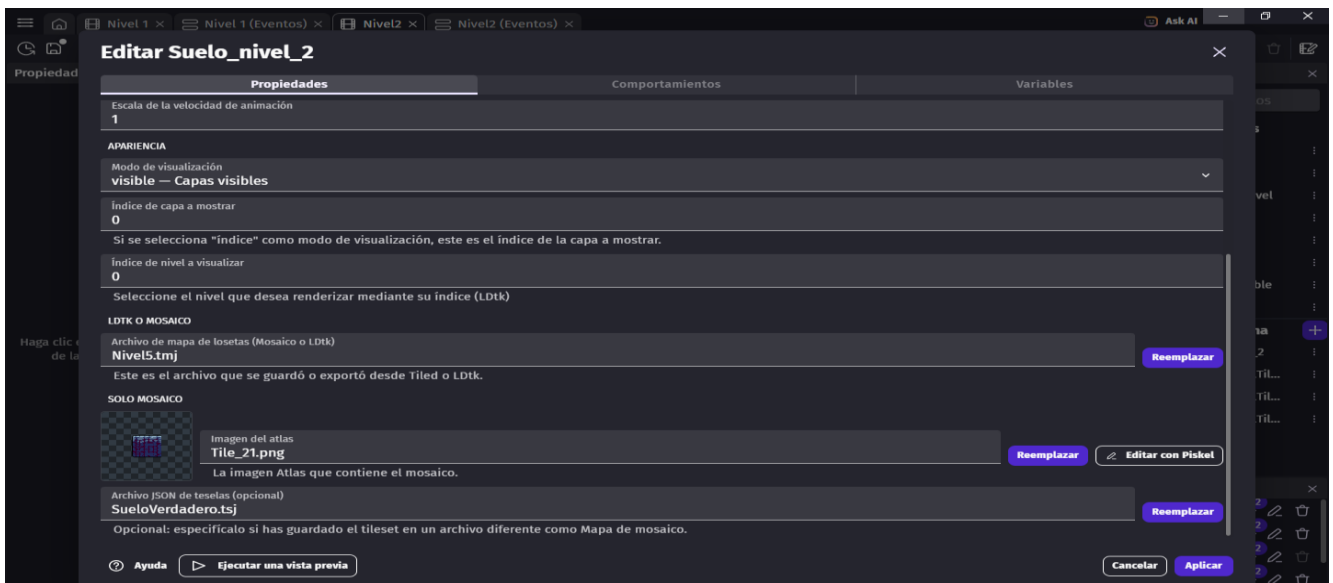 Nivel 1 × Nivel 1 (Eventos) × Nivel2 × Nivel2 (Eventos) × Ask AI
Editar Suelo_nivel_2
Propiedad
Propiedades Comportamientos Variables
os
Escala de la velocidad de animación
1
s
APARIENCIA
Modo de visualización
visible — Capas visibles
vel
Índice de capa a mostrar
0
Si se selecciona "índice" como modo de visualización, este es el índice de la capa a mostrar.
Índice de nivel a visualizar
0
ble
Seleccione el nivel que desea renderizar mediante su índice (LDtk)
LDTK O MOSAICO
Haga clic
de la
Archivo de mapa de losetas (Mosaico o LDtk)
Nivel5.tmj
Reemplazar
Este es el archivo que se guardó o exportó desde Tiled o LDtk.
_2
Til...
Til...
Til...
SOLO MOSAICO
Imagen del atlas
Tile_21.png
Reemplazar Editar con Piskel
La imagen Atlas que contiene el mosaico.
Archivo JSON de teselas (opcional)
SueloVerdadero.tsj
Reemplazar
Opcional: especifícalo si has guardado el tileset en un archivo diferente como Mapa de mosaico.
Ayuda Ejecutar una vista previa Cancelar Aplicar